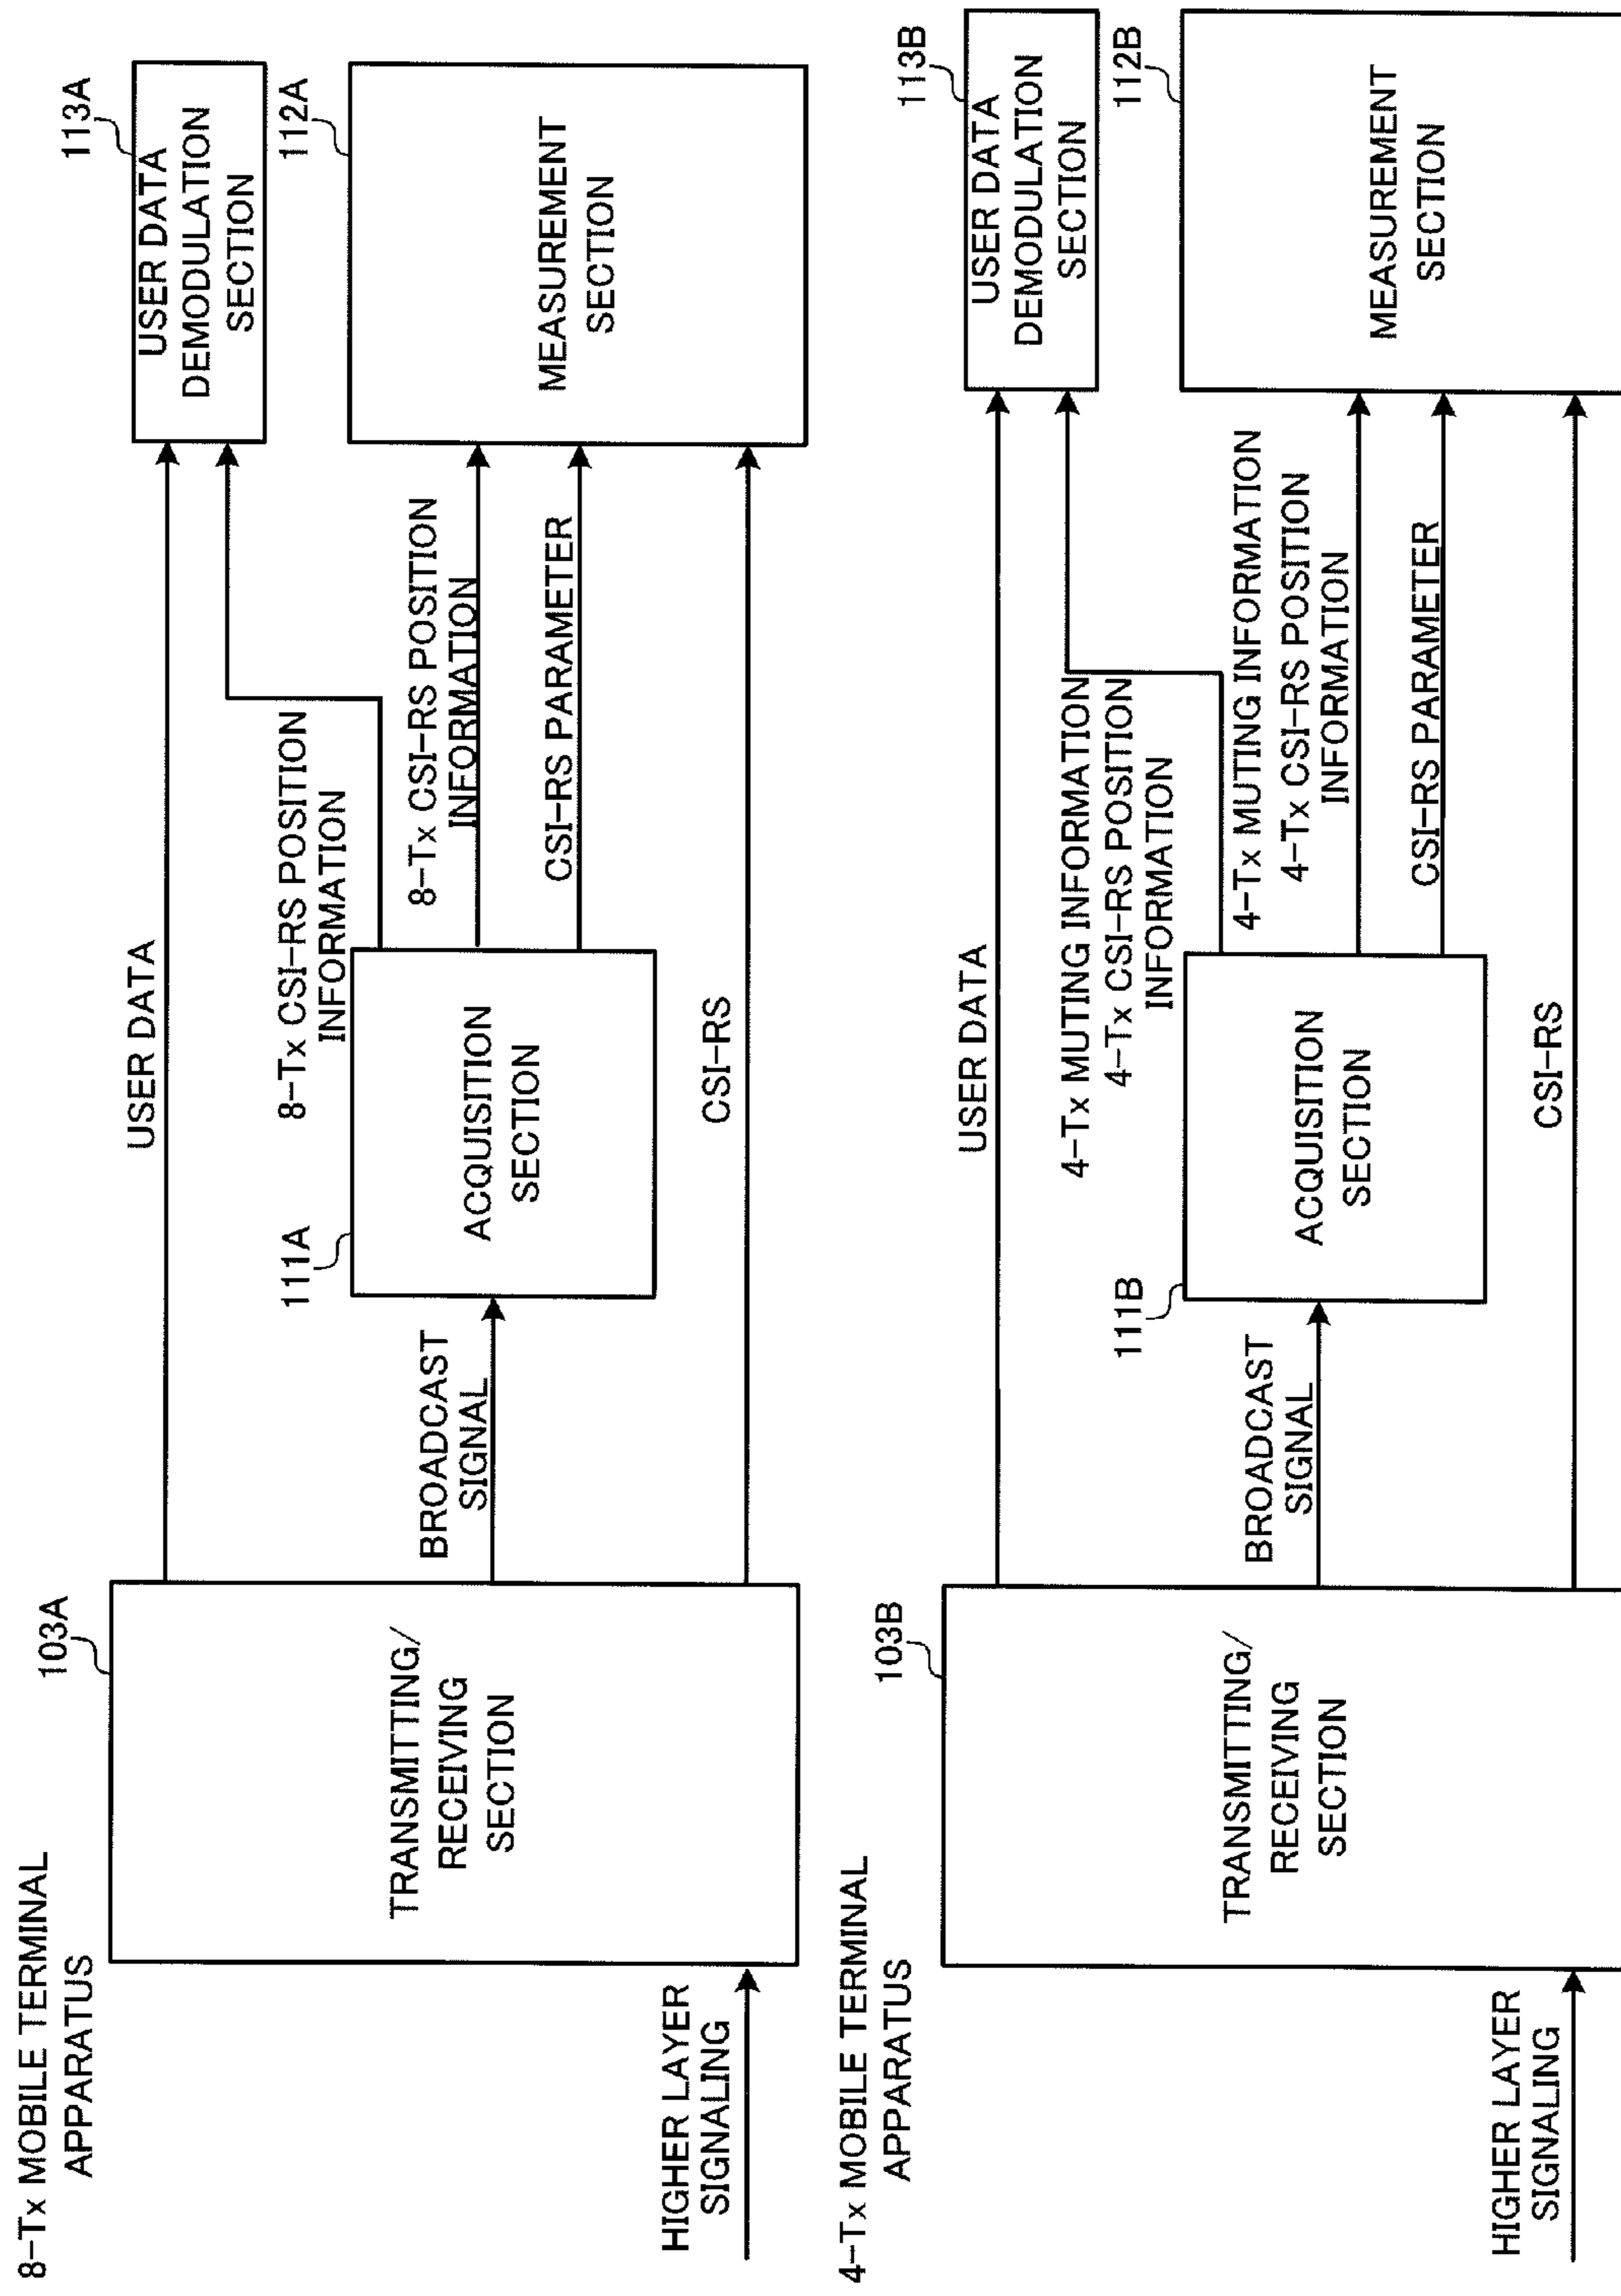 8-Tx MOBILE TERMINAL
APPARATUS
HIGHER LAYER
SIGNALING
103A
TRANSMITTING/
RECEIVING
SECTION
USER DATA
BROADCAST
SIGNAL
111A
ACQUISITION
SECTION
CSI-RS
8-Tx CSI-RS POSITION
INFORMATION
8-Tx CSI-RS POSITION
INFORMATION
CSI-RS PARAMETER
113A
USER DATA
DEMODULATION
SECTION
112A
MEASUREMENT
SECTION
4-Tx MOBILE TERMINAL
APPARATUS
HIGHER LAYER
SIGNALING
103B
TRANSMITTING/
RECEIVING
SECTION
USER DATA
BROADCAST
SIGNAL
111B
ACQUISITION
SECTION
CSI-RS
4-Tx MUTING INFORMATION
4-Tx CSI-RS POSITION
INFORMATION
4-Tx MUTING INFORMATION
4-Tx CSI-RS POSITION
INFORMATION
CSI-RS PARAMETER
113B
USER DATA
DEMODULATION
SECTION
112B
MEASUREMENT
SECTION